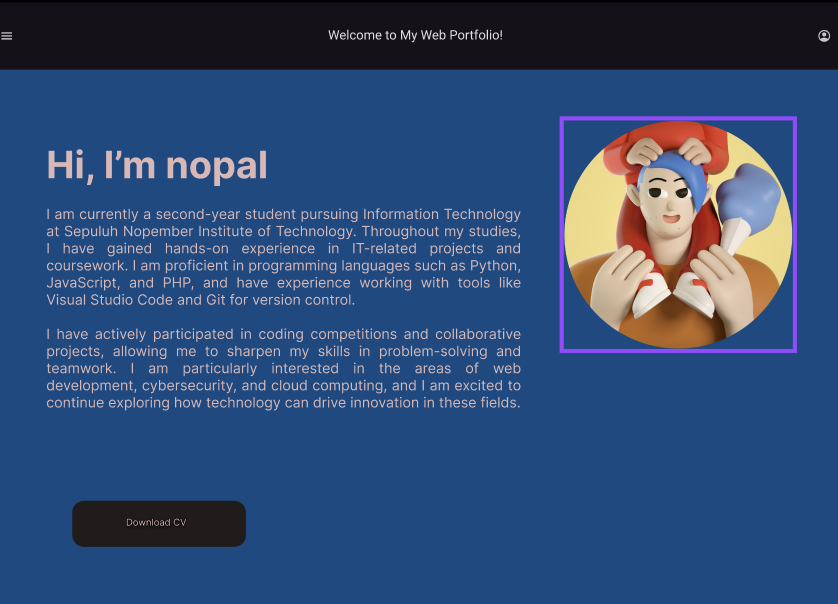 Welcome to My Web Portfolio!
Hi, I'm nopal
I am currently a second-year student pursuing Information Technology
at Sepuluh Nopember Institute of Technology. Throughout my studies,
I have gained hands-on experience in IT-related projects and
coursework. I am proficient in programming languages such as Python,
JavaScript, and PHP, and have experience working with tools like
Visual Studio Code and Git for version control.
I have actively participated in coding competitions and collaborative
projects, allowing me to sharpen my skills in problem-solving and
teamwork. I am particularly interested in the areas of web
development, cybersecurity, and cloud computing, and I am excited to
continue exploring how technology can drive innovation in these fields.
Download CV